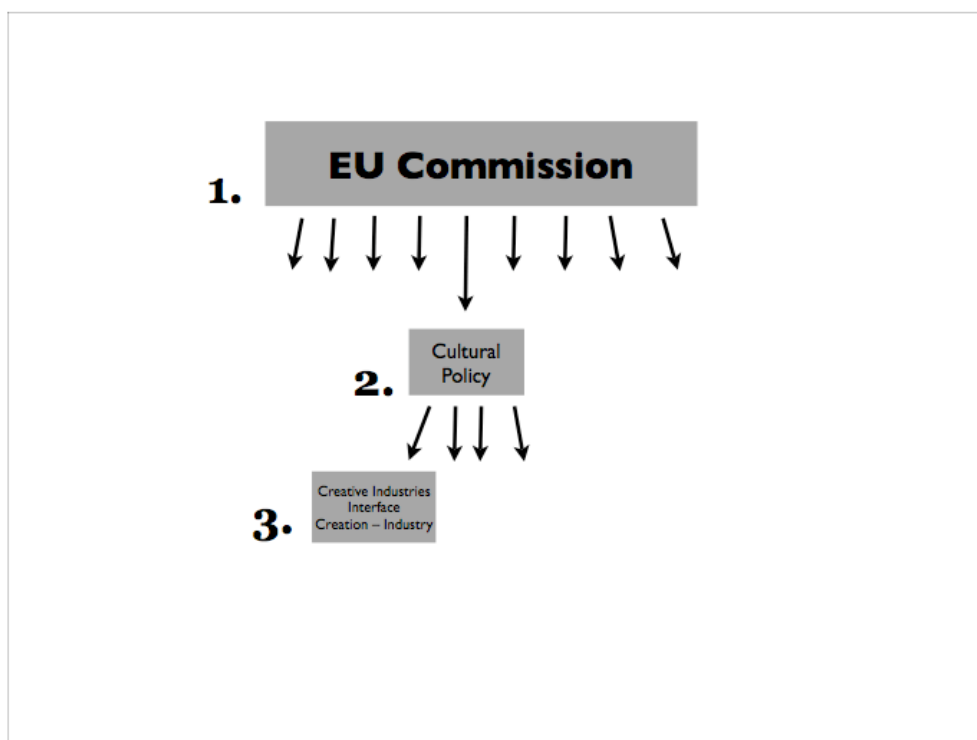 EU Commission
1.
Cultural
Policy
2.
Creative Industries
Interface
Creation – Industry
3.